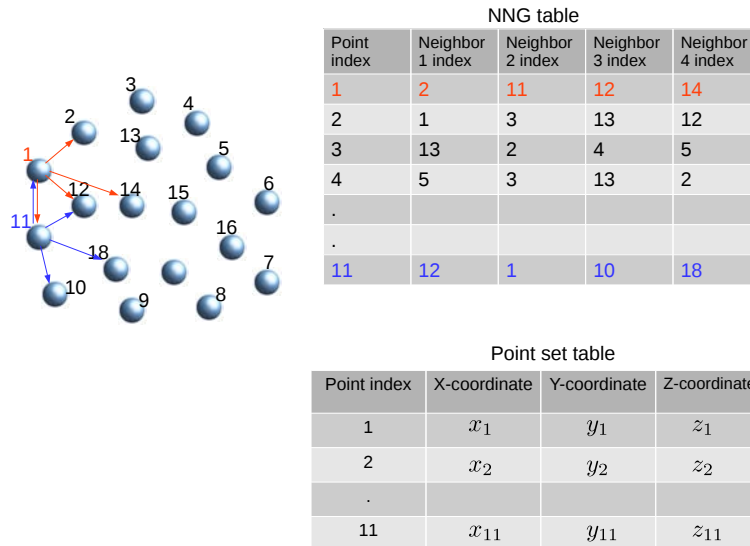 NNG table
Point index Neighbor 1 index Neighbor 2 index Neighbor 3 index Neighbor 4 index
1 2 11 12 14
2 1 3 13 12
3 13 2 4 5
4 5 3 13 2
.
.
11 12 1 10 18
3
2
4
13
5
1
12
14
15
6
11
16
18
7
10
9
8
Point set table
Point index X-coordinate Y-coordinate Z-coordinate
1 x₁ y₁ z₁
2 x₂ y₂ z₂
.
11 x₁₁ y₁₁ z₁₁